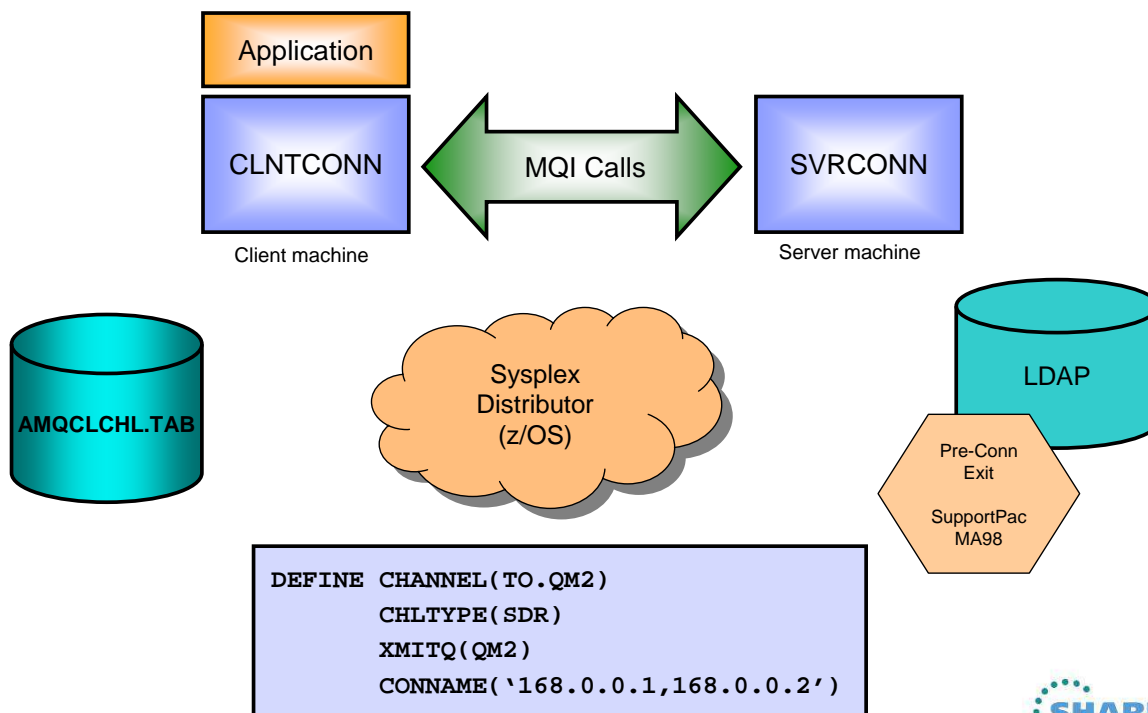 Application
CLNTCONN
MQI Calls
SVRCONN
Client machine
Server machine
AMQCLCHL.TAB
Sysplex
Distributor
(z/OS)
LDAP
Pre-Conn
Exit
SupportPac
MA98
DEFINE CHANNEL(TO.QM2)
CHLTYPE(SDR)
XMITQ(QM2)
CONNAME(‘168.0.0.1,168.0.0.2’)